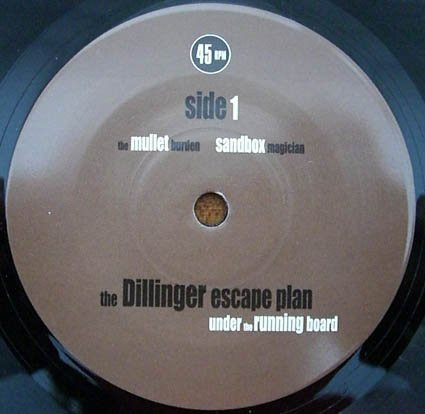 45 RPM
side 1
the mullet burden sandbox magician
the Dillinger escape plan
under the running board